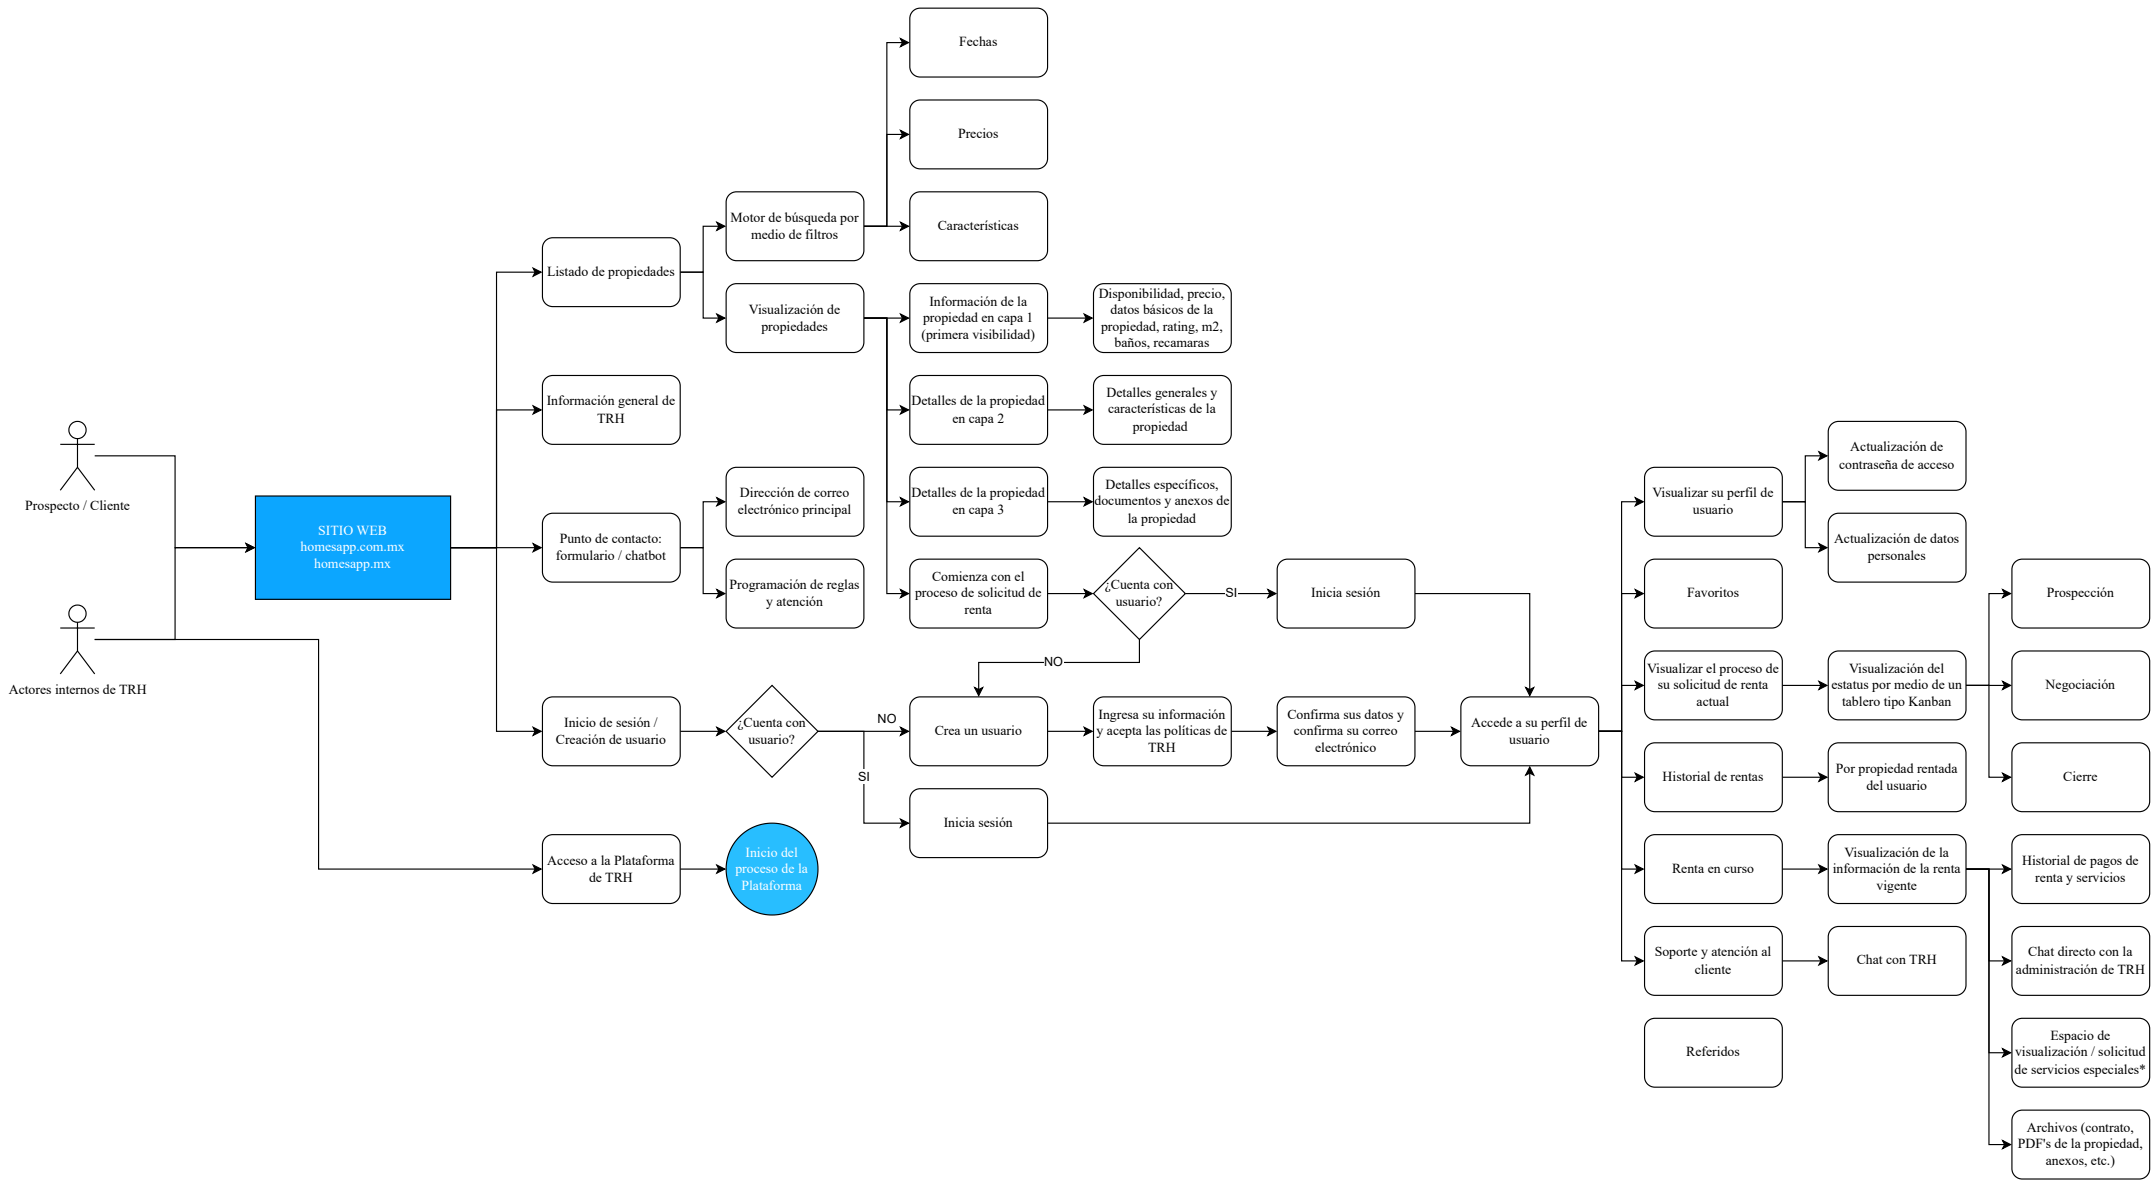 Fechas
Precios
Motor de búsqueda por
medio de filtros
Características
Listado de propiedades
Visualización de
propiedades
Información de la
propiedad en capa 1
(primera visibilidad)
Disponibilidad, precio,
datos básicos de la
propiedad, rating, m2,
baños, recamaras
Información general de
TRH
Detalles de la propiedad
en capa 2
Detalles generales y
características de la
propiedad
Prospecto / Cliente
SITIO WEB
homesapp.com.mx
homesapp.mx
Dirección de correo
electrónico principal
Detalles de la propiedad
en capa 3
Detalles específicos,
documentos y anexos de
la propiedad
Punto de contacto:
formulario / chatbot
Programación de reglas
y atención
Comienza con el
proceso de solicitud de
renta
¿Cuenta con
usuario?
SI
Inicia sesión
NO
Actores internos de TRH
Inicio de sesión /
Creación de usuario
¿Cuenta con
usuario?
NO
SI
Crea un usuario
Ingresa su información
y acepta las políticas de
TRH
Confirma sus datos y
confirma su correo
electrónico
Accede a su perfil de
usuario
Inicia sesión
Acceso a la Plataforma
de TRH
Inicio del
proceso de la
Plataforma
Visualizar su perfil de
usuario
Actualización de
contraseña de acceso
Actualización de datos
personales
Favoritos
Visualizar el proceso de
su solicitud de renta
actual
Visualización del
estatus por medio de un
tablero tipo Kanban
Prospección
Negociación
Cierre
Historial de rentas
Por propiedad rentada
del usuario
Renta en curso
Visualización de la
información de la renta
vigente
Historial de pagos de
renta y servicios
Soporte y atención al
cliente
Chat con TRH
Chat directo con la
administración de TRH
Referidos
Espacio de
visualización / solicitud
de servicios especiales*
Archivos (contrato,
PDF's de la propiedad,
anexos, etc.)